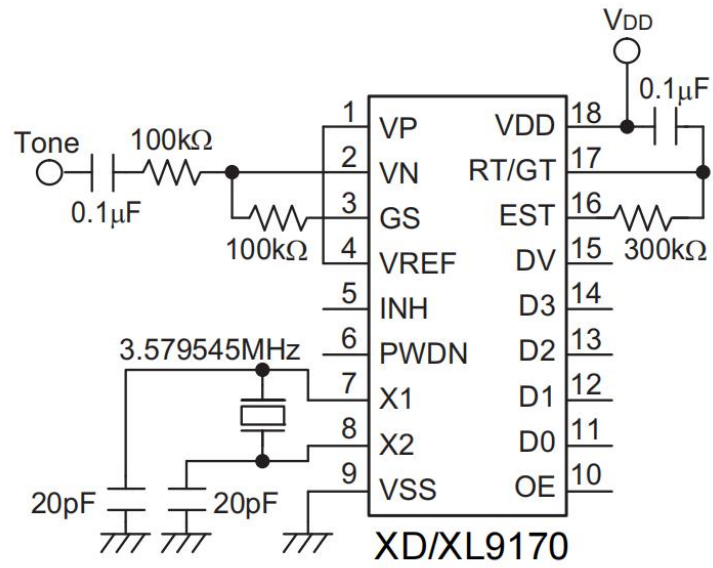 VDD
0.1µF
Tone
100kΩ
0.1µF
100kΩ
1 VP
2 VN
3 GS
4 VREF
5 INH
6 PWDN
7 X1
8 X2
9 VSS
VDD 18
RT/GT 17
EST 16
DV 15
D3 14
D2 13
D1 12
D0 11
OE 10
300kΩ
3.579545MHz
20pF
20pF
XD/XL9170